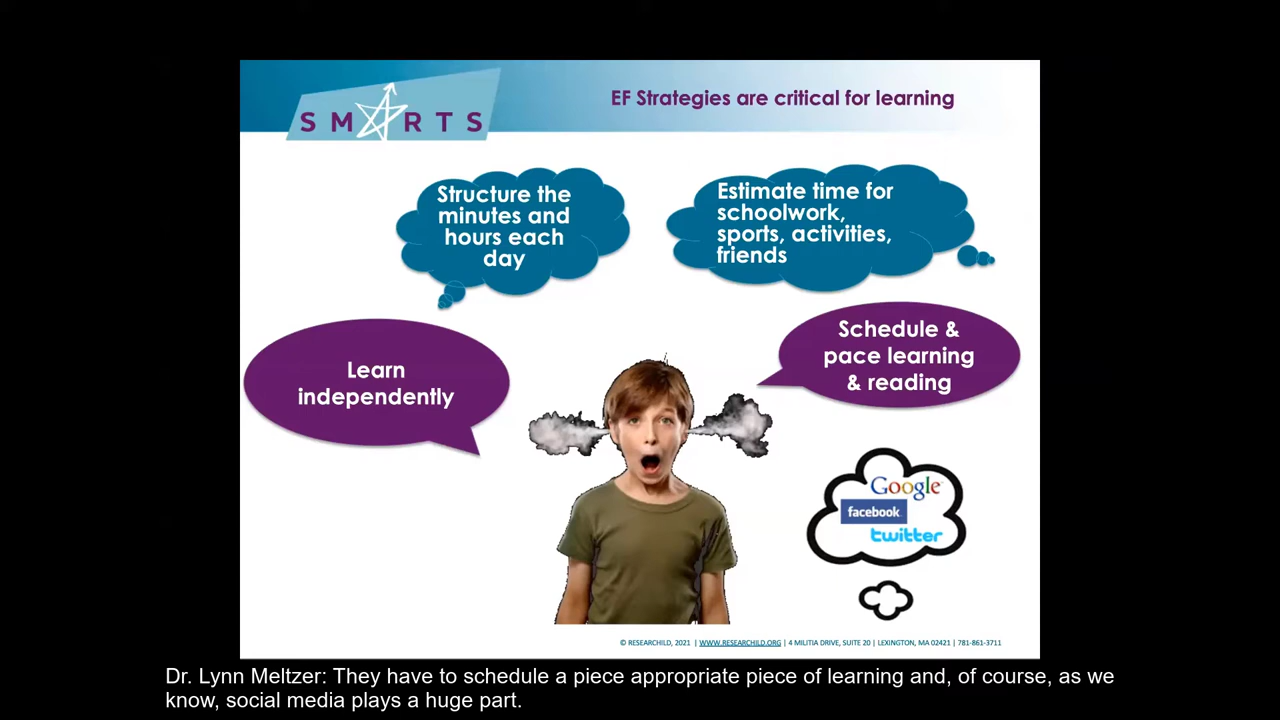 SMARTS
EF Strategies are critical for learning
Structure the
minutes and
hours each
day
Estimate time for
schoolwork,
sports, activities,
friends
Learn
independently
Schedule &
pace learning
& reading
Google
facebook
twitter
© RESEARCHILD, 2021 | WWW.RESEARCHILD.ORG | 4 MILITIA DRIVE, SUITE 20 | LEXINGTON, MA 02421 | 781-861-3711
Dr. Lynn Meltzer: They have to schedule a piece appropriate piece of learning and, of course, as we
know, social media plays a huge part.